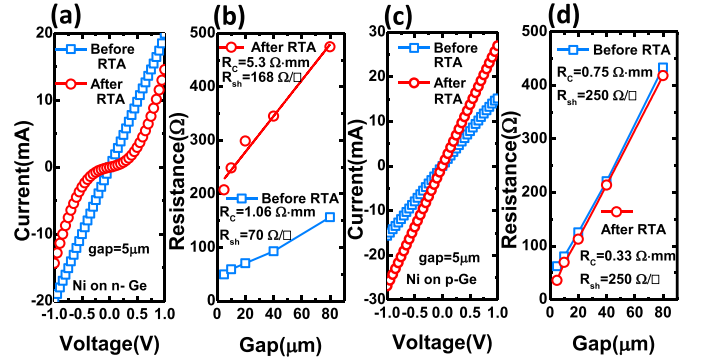 (a)
Current(mA)
20
10
0
-10
-20
Before
RTA
After
RTA
gap=5μm
Ni on n- Ge
-1.0
-0.5
0.0
0.5
1.0
Voltage(V)
(b)
Resistance(Ω)
500
400
300
200
100
After RTA
R_C=5.3 Ω·mm
R_sh=168 Ω/□
Before RTA
R_C=1.06 Ω·mm
R_sh=70 Ω/□
0
20
40
60
80
Gap(μm)
(c)
Current(mA)
30
20
10
0
-10
-20
-30
Before
RTA
After
RTA
gap=5μm
Ni on p-Ge
-1.0
-0.5
0.0
0.5
1.0
Voltage(V)
(d)
Resistance(Ω)
500
400
300
200
100
0
Before RTA
R_C=0.75 Ω·mm
R_sh=250 Ω/□
After RTA
R_C=0.33 Ω·mm
R_sh=250 Ω/□
0
20
40
60
80
Gap(μm)